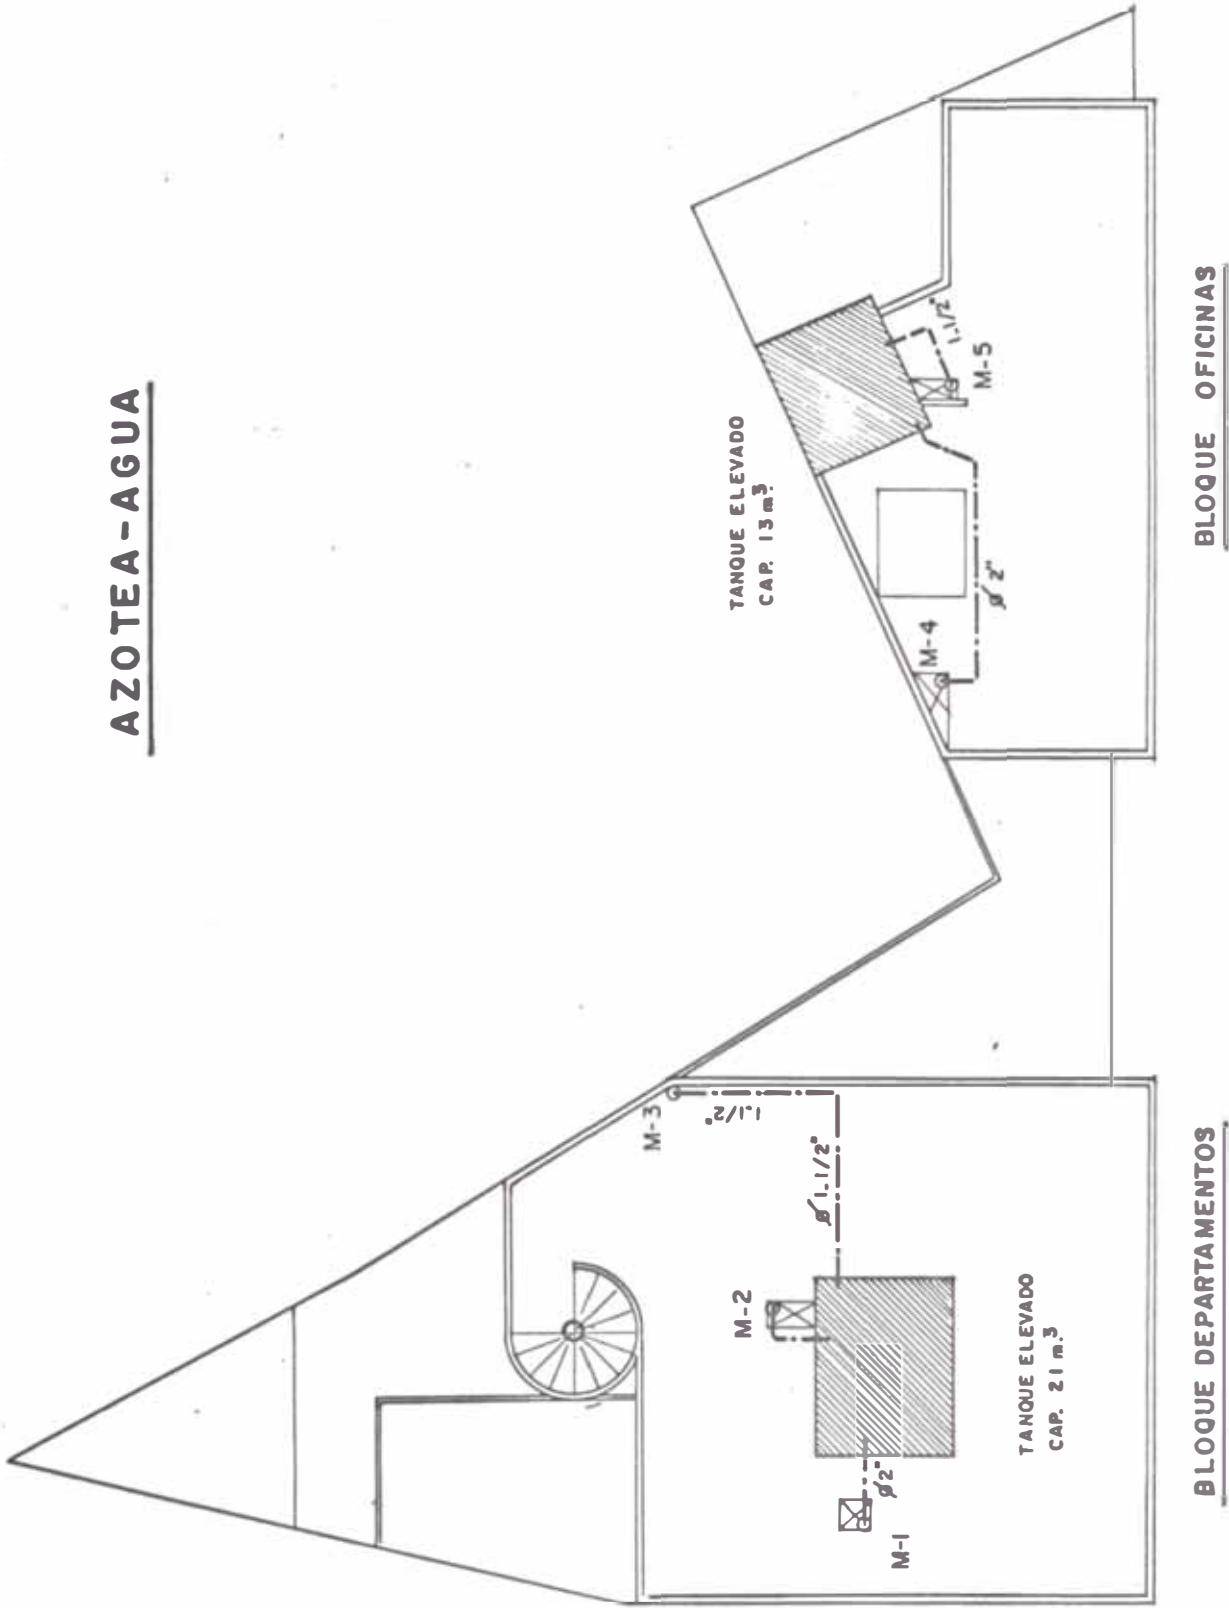 AZOTEA-AGUA
TANQUE ELEVADO
CAP. 13 m³.
M-5
1.1/2"
M-4
Ø 2"
BLOQUE OFICINAS
M-3
1.1/2"
Ø 1.1/2"
M-2
TANQUE ELEVADO
CAP. 21 m.³
Ø 2"
M-1
BLOQUE DEPARTAMENTOS